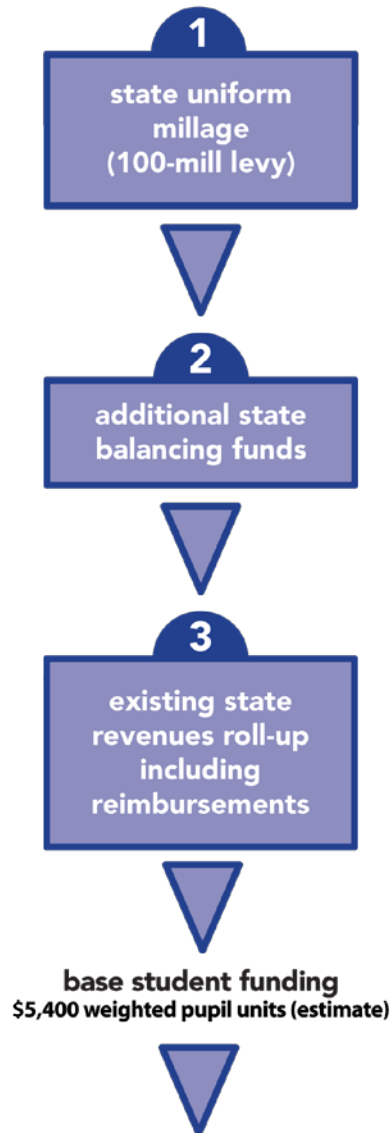 1
state uniform
millage
(100-mill levy)
2
additional state
balancing funds
3
existing state
revenues roll-up
including
reimbursements
base student funding
$5,400 weighted pupil units (estimate)